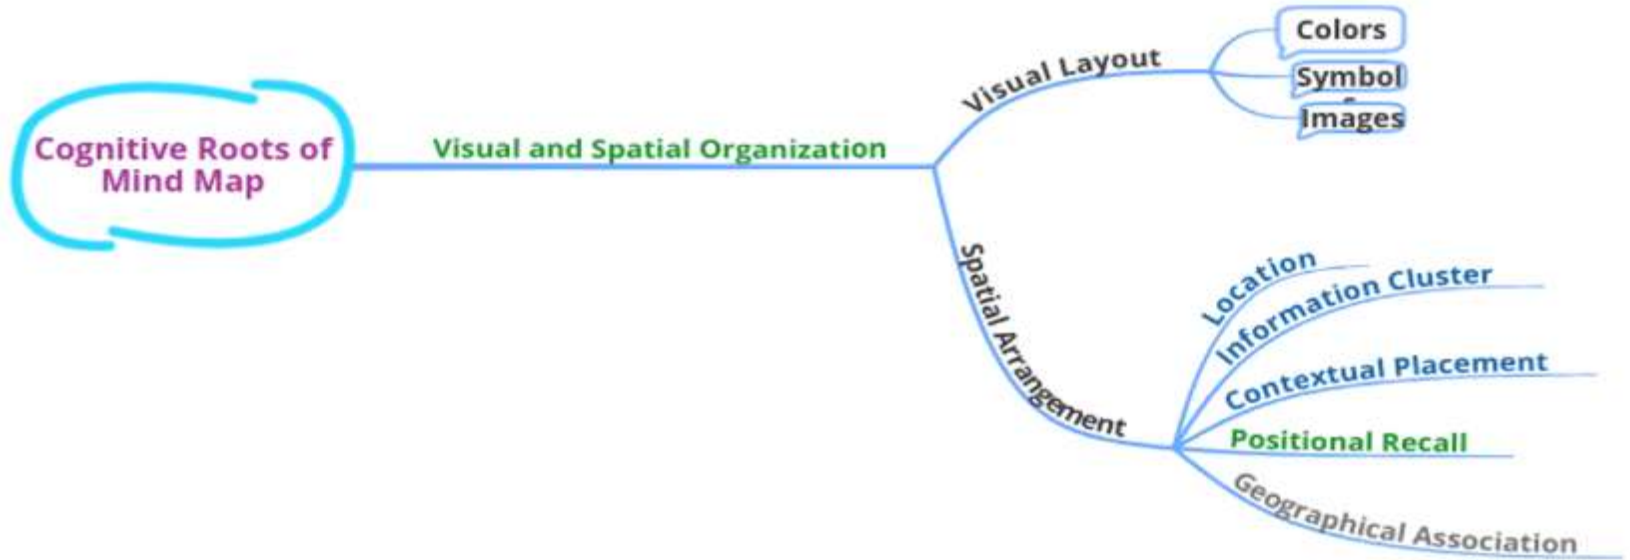 Cognitive Roots of
Mind Map
Visual and Spatial Organization
Visual Layout
Colors
Symbol
s
Images
Spatial Arrangement
Location
Information Cluster
Contextual Placement
Positional Recall
Geographical Association